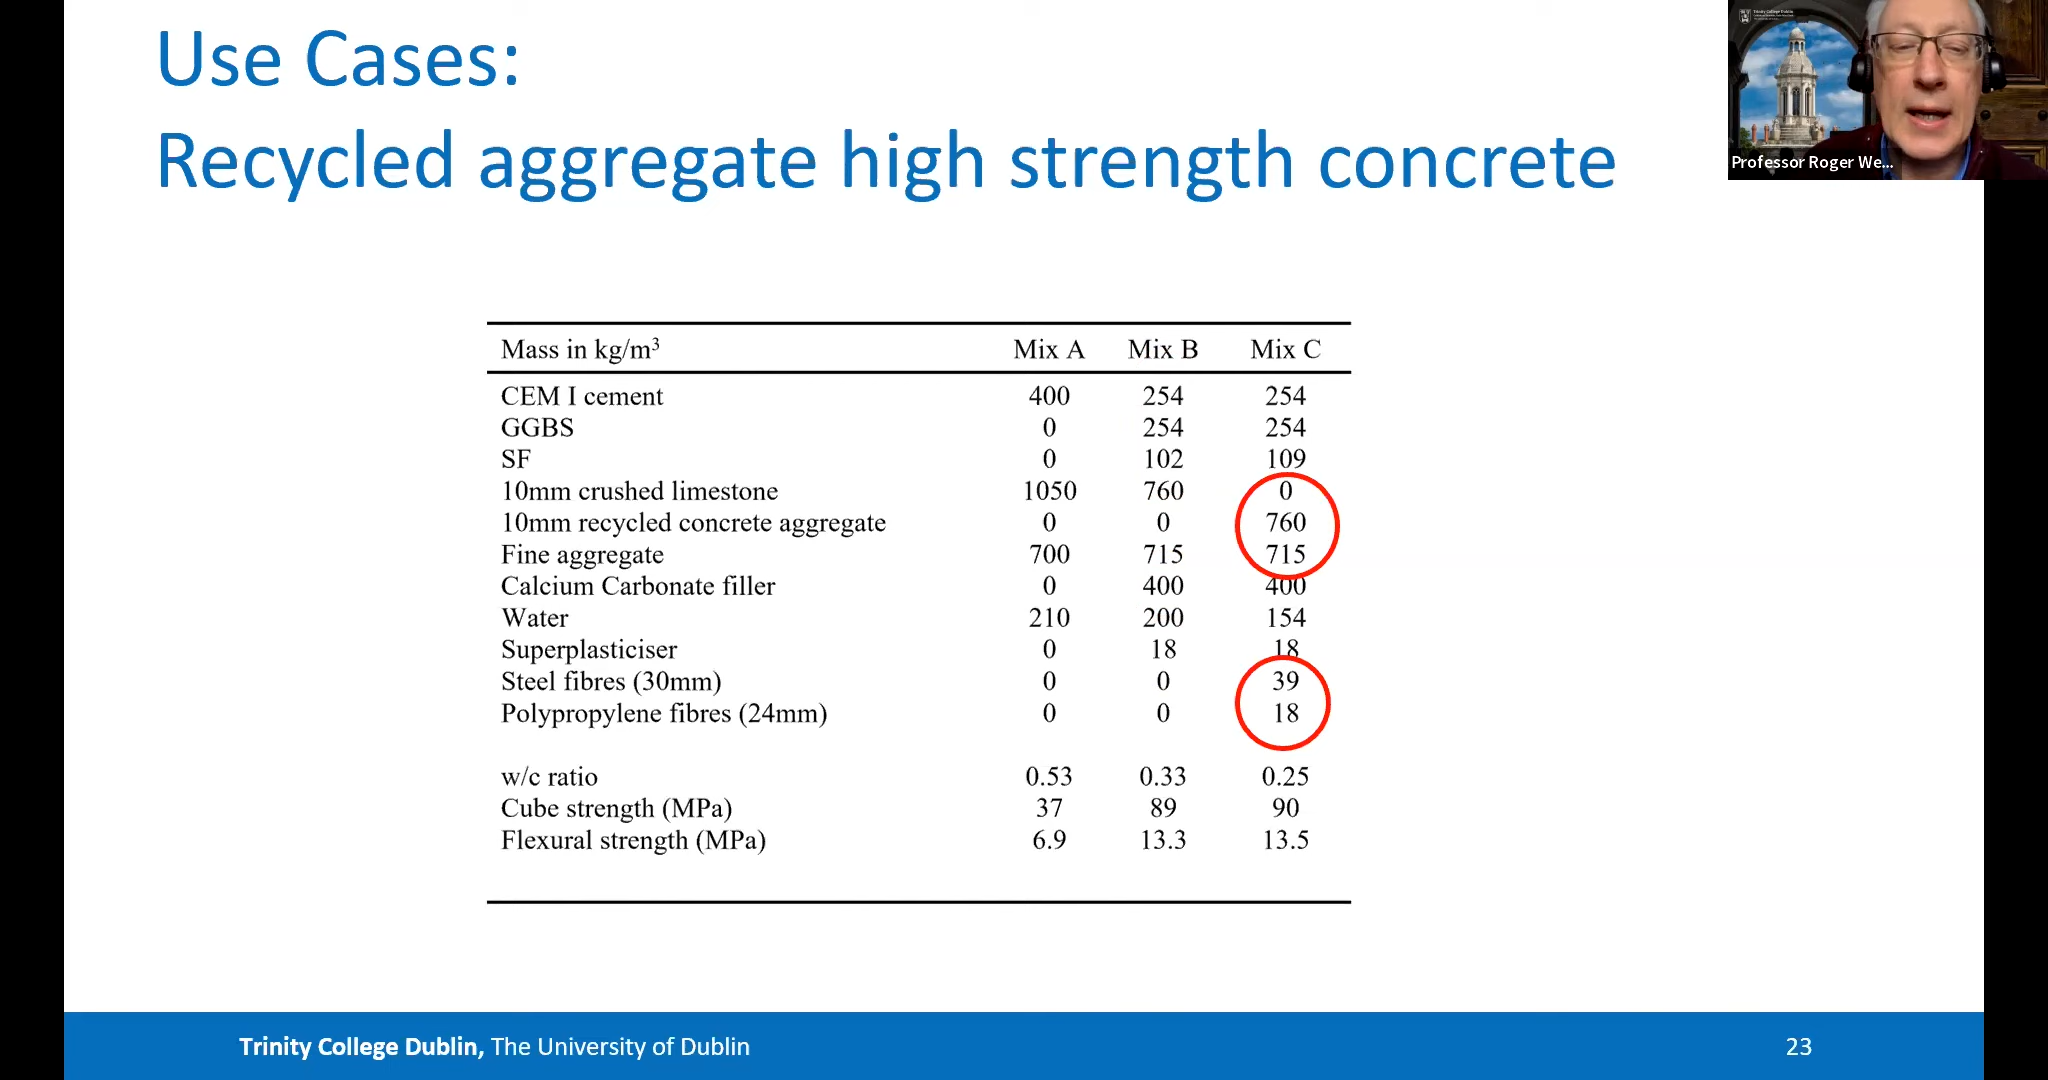 Use Cases:
Recycled aggregate high strength concrete
Trinity College Dublin
Professor Roger We...
Mass in kg/m³ Mix A Mix B Mix C
CEM I cement 400 254 254
GGBS 0 254 254
SF 0 102 109
10mm crushed limestone 1050 760 0
10mm recycled concrete aggregate 0 0 760
Fine aggregate 700 715 715
Calcium Carbonate filler 0 400 400
Water 210 200 154
Superplasticiser 0 18 18
Steel fibres (30mm) 0 0 39
Polypropylene fibres (24mm) 0 0 18
w/c ratio 0.53 0.33 0.25
Cube strength (MPa) 37 89 90
Flexural strength (MPa) 6.9 13.3 13.5
Trinity College Dublin, The University of Dublin
23